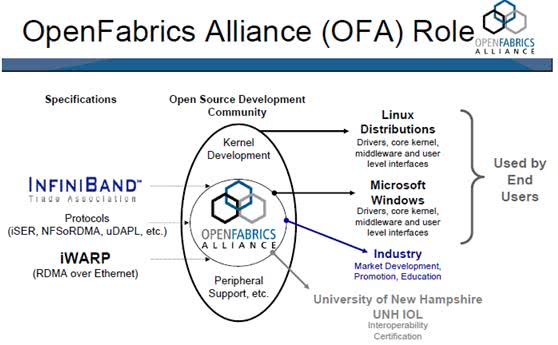 OpenFabrics Alliance (OFA) Role
OPENFABRICS
ALLIANCE
Specifications
Open Source Development
Community
Kernel
Development
INFINIBAND™
Trade Association
Protocols
(iSER, NFSoRDMA, uDAPL, etc.)
iWARP
(RDMA over Ethernet)
OPENFABRICS
ALLIANCE
Peripheral
Support, etc.
Linux
Distributions
Drivers, core kernel,
middleware and user
level interfaces
Microsoft
Windows
Drivers, core kernel,
middleware and user
level interfaces
Industry
Market Development,
Promotion, Education
University of New Hampshire
UNH IOL
Interoperability
Certification
Used by
End
Users